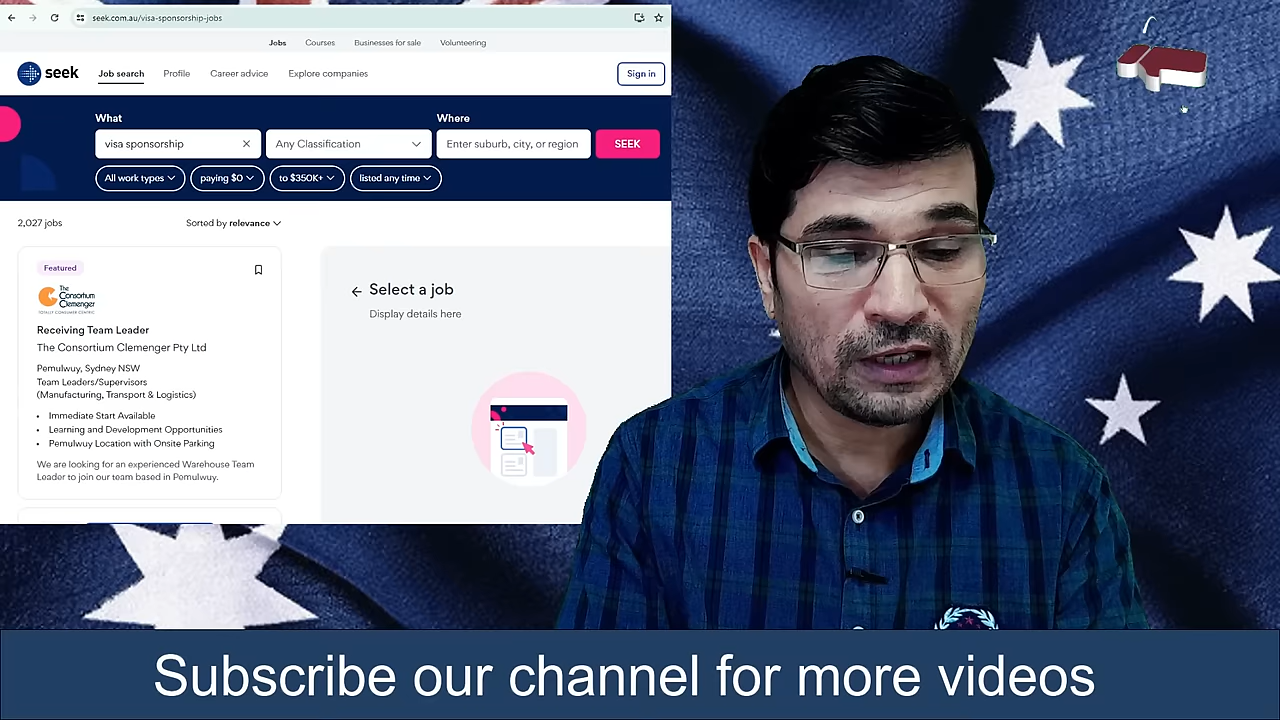 seek.com.au/visa-sponsorship-jobs
Jobs Courses Businesses for sale Volunteering
seek Job search Profile Career advice Explore companies Sign in
What Where
visa sponsorship Any Classification Enter suburb, city, or region SEEK
All work types paying $0 to $350K+ listed any time
2,027 jobs Sorted by relevance
Featured
The Consortium Clemenger
TOTALLY CONSUMER CENTRIC
Receiving Team Leader
The Consortium Clemenger Pty Ltd
Pemulwuy, Sydney NSW
Team Leaders/Supervisors
(Manufacturing, Transport & Logistics)
• Immediate Start Available
• Learning and Development Opportunities
• Pemulwuy Location with Onsite Parking
We are looking for an experienced Warehouse Team
Leader to join our team based in Pemulwuy.
Select a job
Display details here
Subscribe our channel for more videos